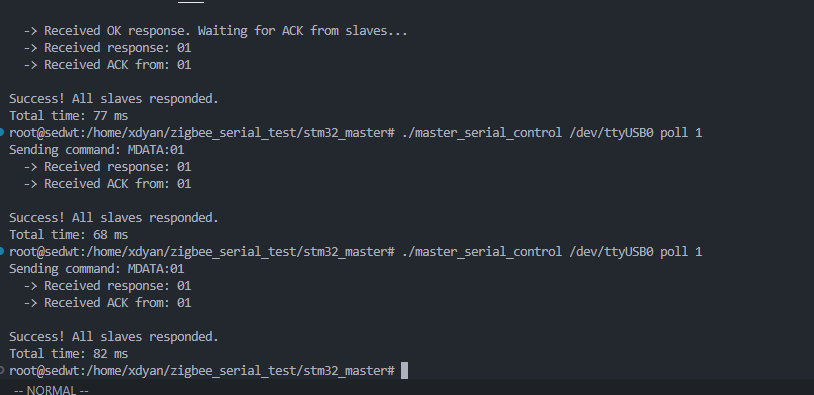 -> Received OK response. Waiting for ACK from slaves...
-> Received response: 01
-> Received ACK from: 01
Success! All slaves responded.
Total time: 77 ms
root@sedwt:/home/xdyan/zigbee_serial_test/stm32_master# ./master_serial_control /dev/ttyUSB0 poll 1
Sending command: MDATA:01
-> Received response: 01
-> Received ACK from: 01
Success! All slaves responded.
Total time: 68 ms
root@sedwt:/home/xdyan/zigbee_serial_test/stm32_master# ./master_serial_control /dev/ttyUSB0 poll 1
Sending command: MDATA:01
-> Received response: 01
-> Received ACK from: 01
Success! All slaves responded.
Total time: 82 ms
root@sedwt:/home/xdyan/zigbee_serial_test/stm32_master#
-- NORMAL --